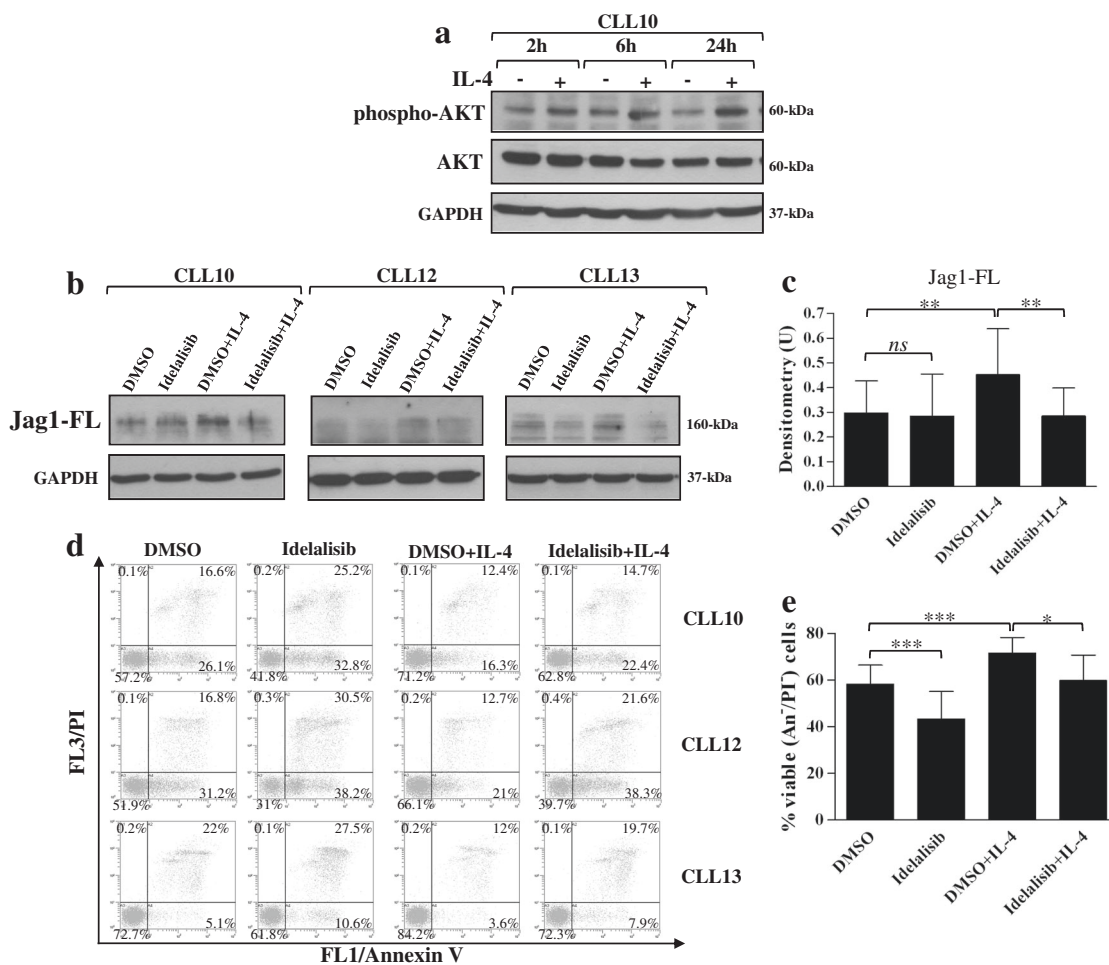 a
CLL10
2h 6h 24h
IL-4 - + - + - +
phospho-AKT 60-kDa
AKT 60-kDa
GAPDH 37-kDa
b
CLL10 CLL12 CLL13
DMSO Idelalisib DMSO+IL-4 Idelalisib+IL-4 DMSO Idelalisib DMSO+IL-4 Idelalisib+IL-4 DMSO Idelalisib DMSO+IL-4 Idelalisib+IL-4
Jag1-FL 160-kDa
GAPDH 37-kDa
c
Jag1-FL
** **
ns
Densitometry (U)
0.7
0.6
0.5
0.4
0.3
0.2
0.1
0.0
DMSO Idelalisib DMSO+IL-4 Idelalisib+IL-4
d
DMSO Idelalisib DMSO+IL-4 Idelalisib+IL-4
0.1% 16.6% 0.2% 25.2% 0.1% 12.4% 0.1% 14.7%
CLL10
26.1% 32.8% 16.3% 22.4%
57.2% 41.8% 71.2% 62.8%
0.1% 16.8% 0.3% 30.5% 0.2% 12.7% 0.4% 21.6%
CLL12
31.2% 38.2% 21% 38.3%
51.9% 31% 66.1% 39.7%
0.2% 22% 0.1% 27.5% 0.2% 12% 0.1% 19.7%
CLL13
5.1% 10.6% 3.6% 7.9%
72.7% 61.8% 84.2% 72.3%
FL3/PI
FL1/Annexin V
e
*** *
***
% viable (An⁻/PI⁻) cells
80
60
40
20
0
DMSO Idelalisib DMSO+IL-4 Idelalisib+IL-4